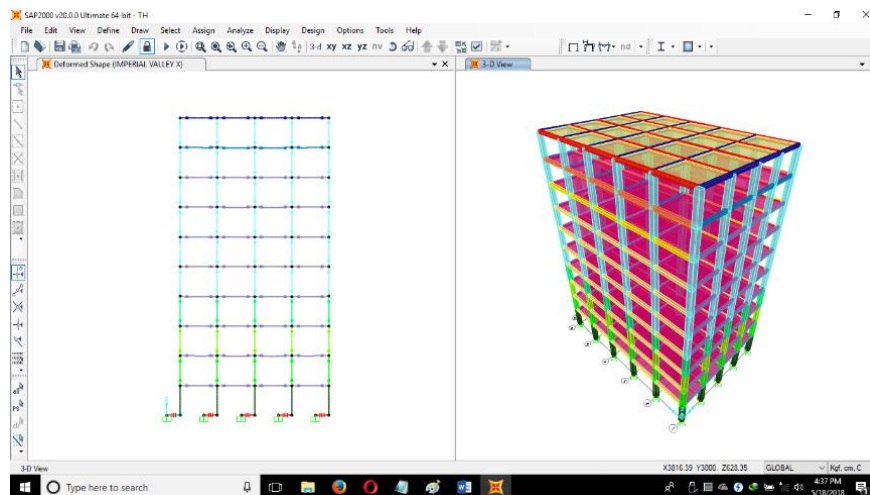 SAP2000 v20.0.0 Ultimate 64-bit - TH
File Edit View Define Draw Select Assign Analyze Display Design Options Tools Help
3-d xy xz yz nv
nd
Deformed Shape (IMPERIAL VALLEY X)
3-D View
3-D View
X3816.39 Y3000. Z628.35
GLOBAL
Kgf, cm, C
Type here to search
4:37 PM
5/18/2018